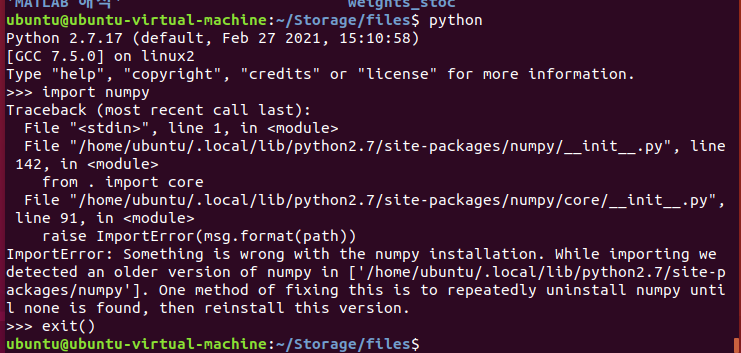 'MATLAB 예석' weights_stoc
ubuntu@ubuntu-virtual-machine:~/Storage/files$ python
Python 2.7.17 (default, Feb 27 2021, 15:10:58)
[GCC 7.5.0] on linux2
Type "help", "copyright", "credits" or "license" for more information.
>>> import numpy
Traceback (most recent call last):
  File "<stdin>", line 1, in <module>
  File "/home/ubuntu/.local/lib/python2.7/site-packages/numpy/__init__.py", line
 142, in <module>
    from . import core
  File "/home/ubuntu/.local/lib/python2.7/site-packages/numpy/core/__init__.py",
 line 91, in <module>
    raise ImportError(msg.format(path))
ImportError: Something is wrong with the numpy installation. While importing we
detected an older version of numpy in ['/home/ubuntu/.local/lib/python2.7/site-p
ackages/numpy']. One method of fixing this is to repeatedly uninstall numpy unti
l none is found, then reinstall this version.
>>> exit()
ubuntu@ubuntu-virtual-machine:~/Storage/files$